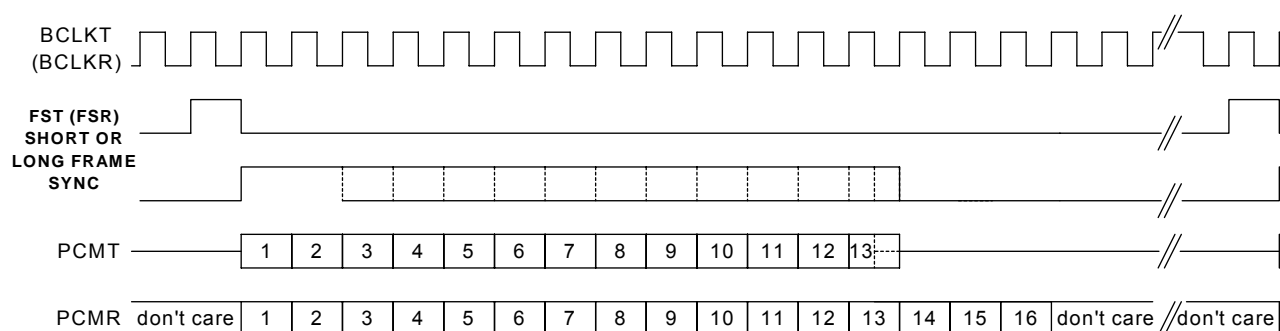 BCLKT
(BCLKR)
FST (FSR)
SHORT OR
LONG FRAME
SYNC
PCMT 1 2 3 4 5 6 7 8 9 10 11 12 13
PCMR don't care 1 2 3 4 5 6 7 8 9 10 11 12 13 14 15 16 don't care don't care